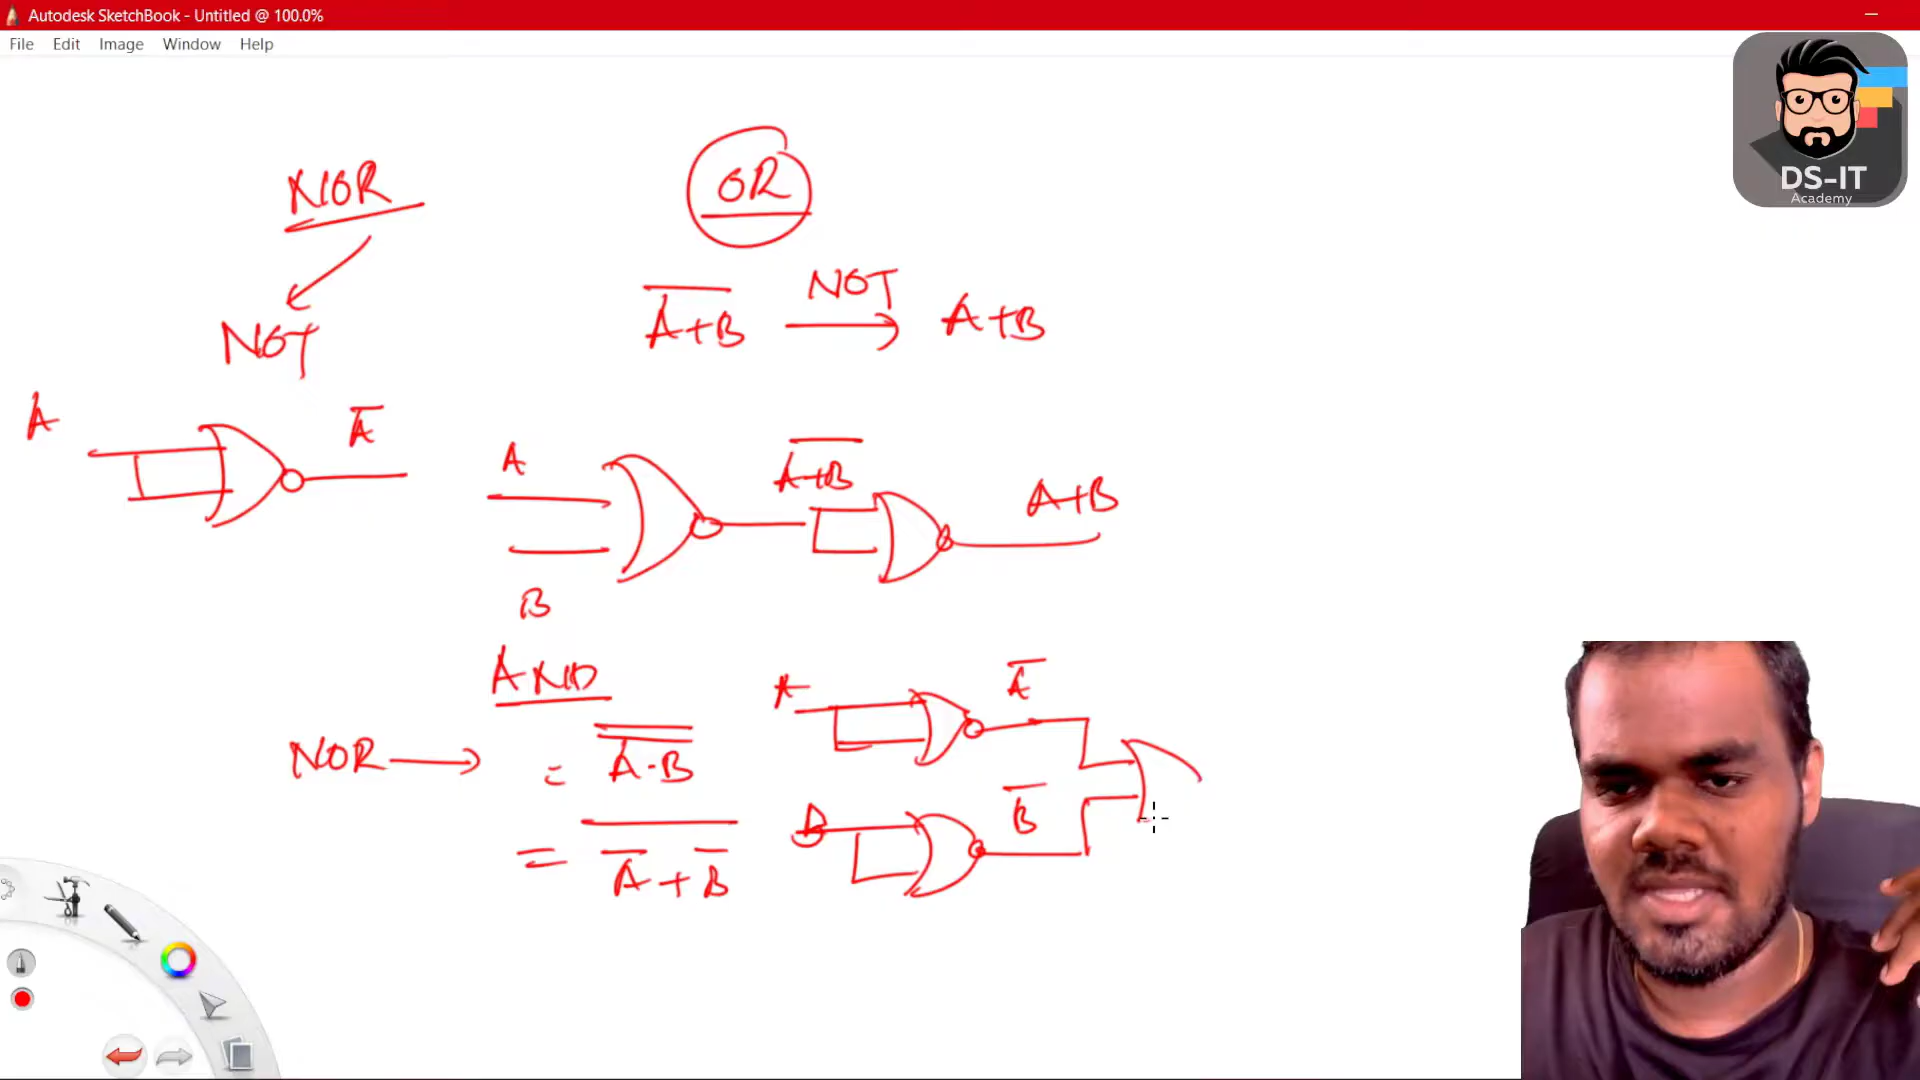 Autodesk SketchBook - Untitled @ 100.0%
File Edit Image Window Help
DS-IT
Academy
NOR
OR
NOT
A̅+̅B̅ NOT A+B
A A̅
A A̅+̅B̅ A+B
B
AND
A A̅
NOR = A̿·̿B̿
B B̅
= A̅ + B̅